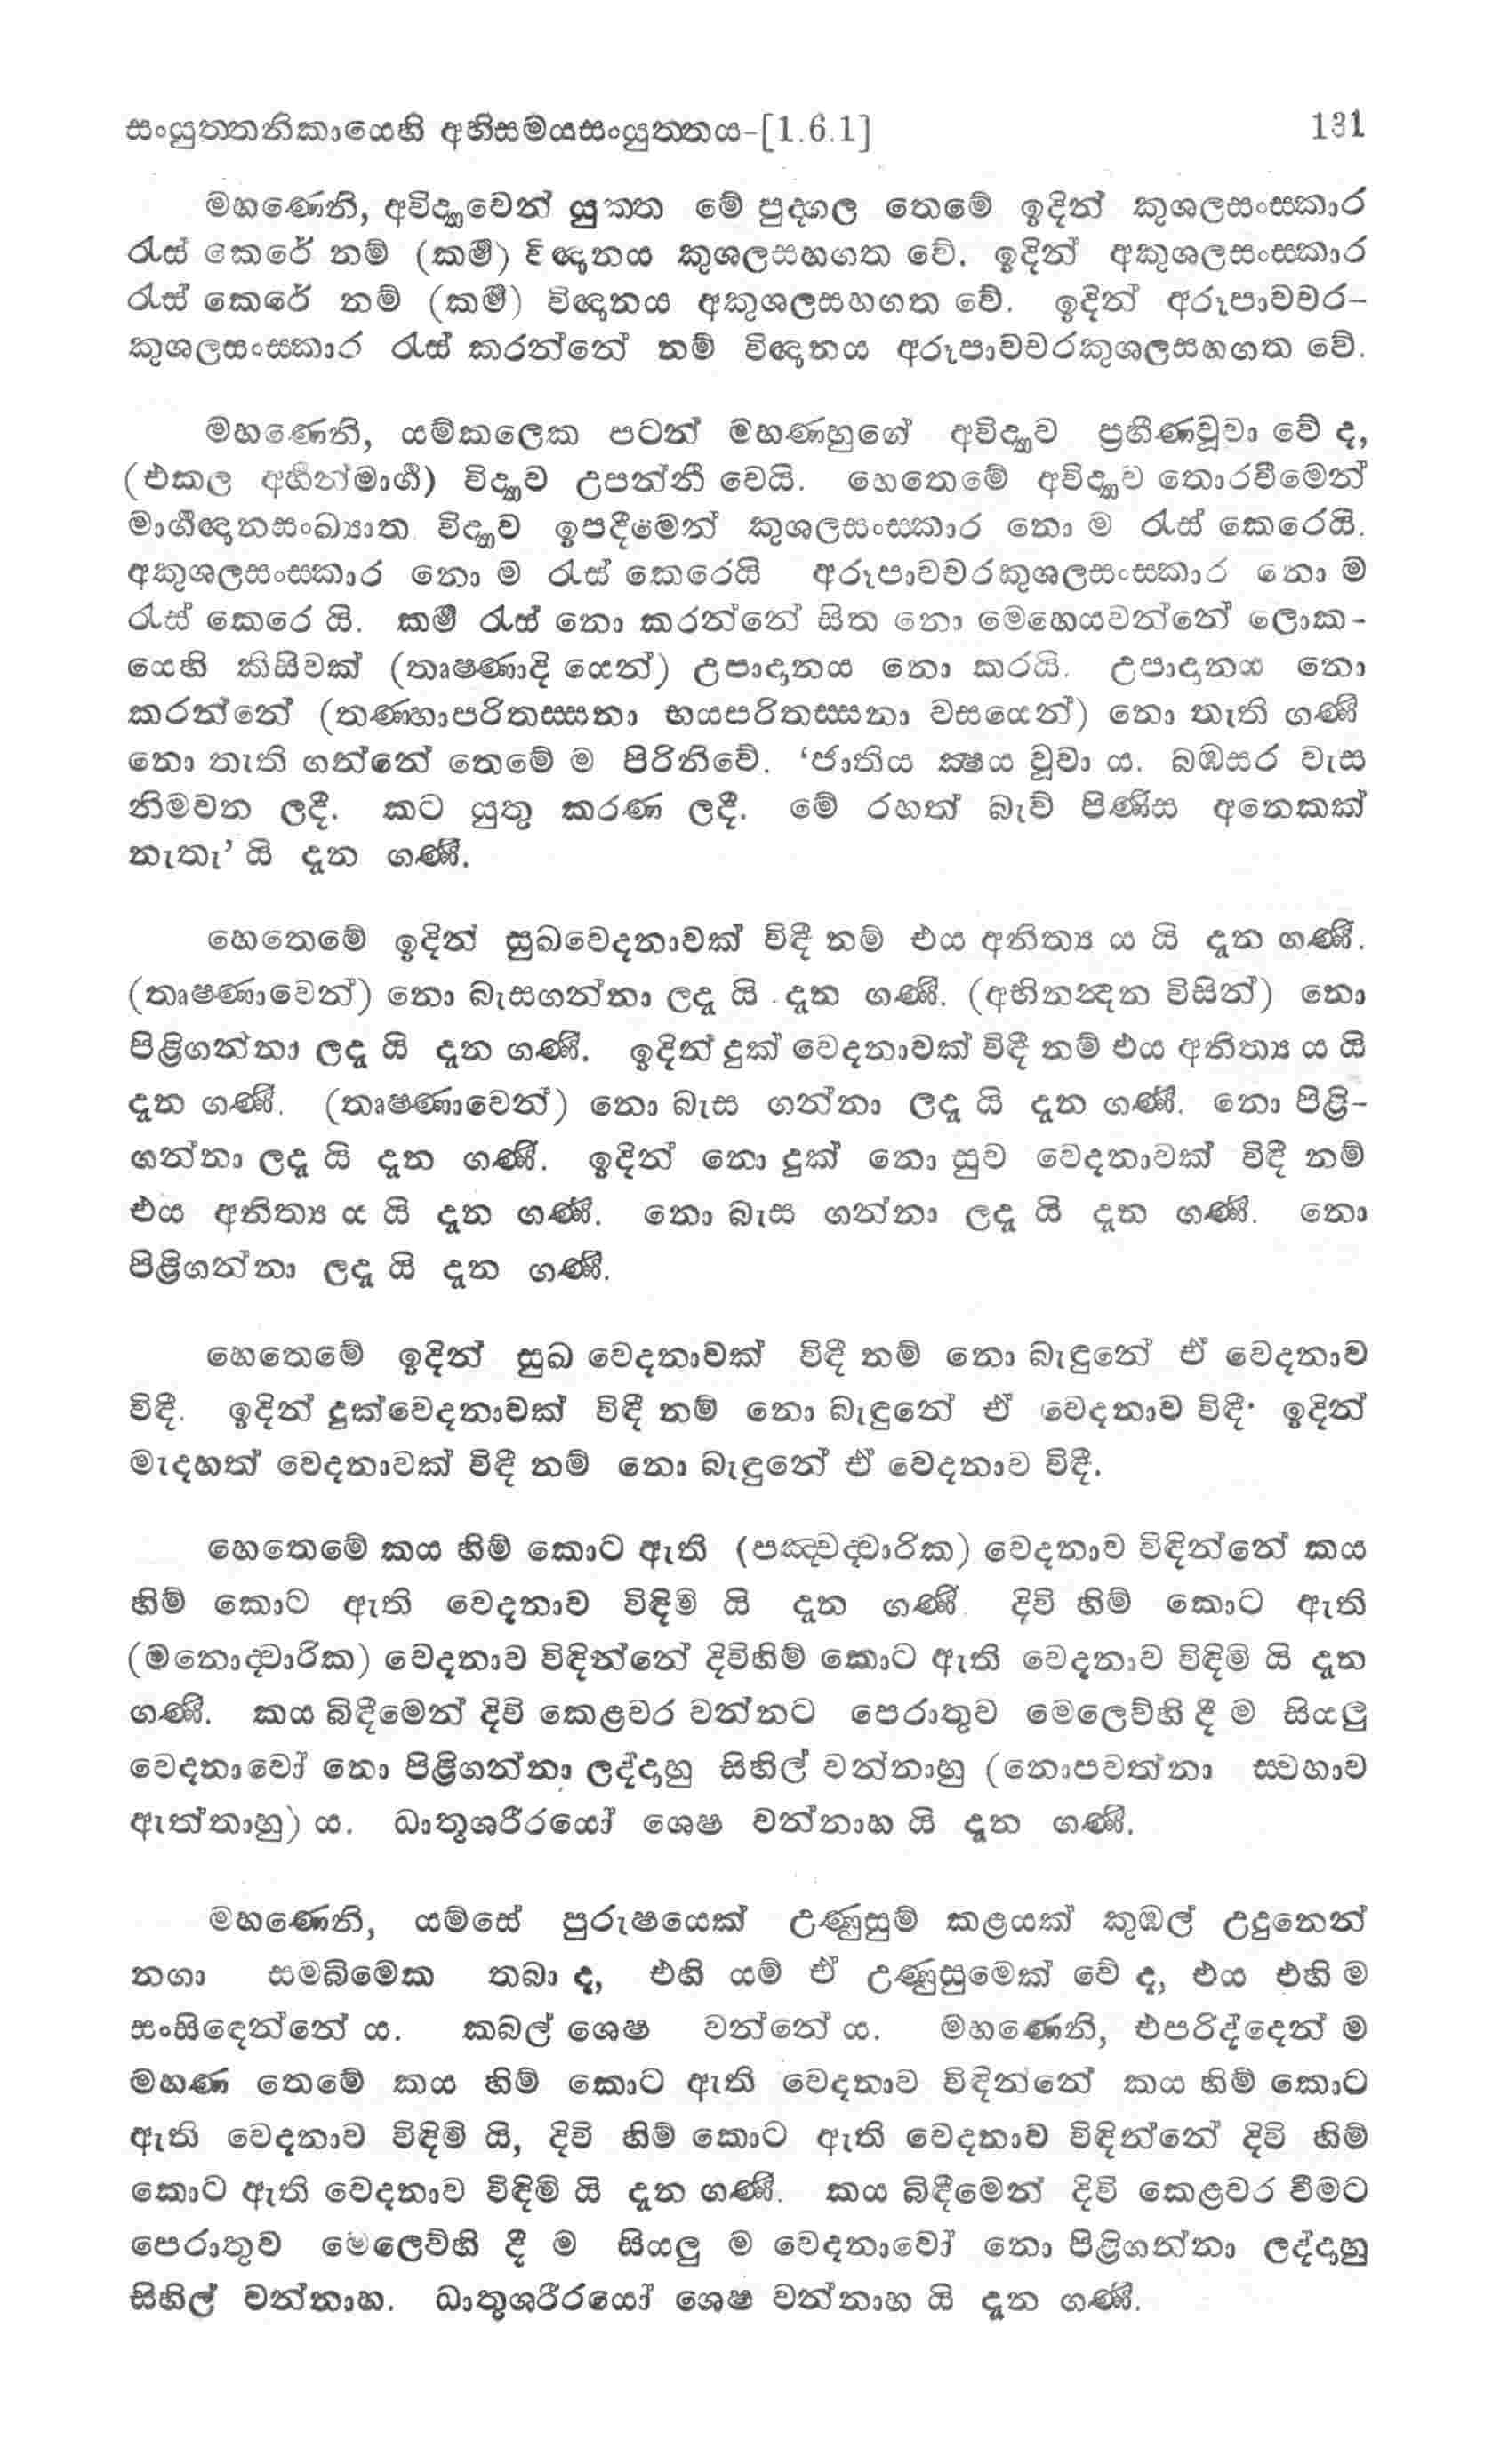 සංයුත්තනිකායෙහි අභිසමයසංයුත්තය-[1.6.1] 131
මහණෙනි, අවිද්‍යාවෙන් යුක්ත මේ පුද්ගල තෙමේ ඉදින් කුශලසංස්කාර
රැස් කෙරේ නම් (කර්ම) විඥානය කුශලසහගත වේ. ඉදින් අකුශලසංස්කාර
රැස් කෙරේ නම් (කර්ම) විඥානය අකුශලසහගත වේ. ඉදින් අරූපාවචර-
කුශලසංස්කාර රැස් කරන්නේ නම් විඥානය අරූපාවචරකුශලසහගත වේ.
මහණෙනි, යම්කලෙක පටන් මහණහුගේ අවිද්‍යාව ප්‍රහීණවූවා වේ ද,
(එකල අර්හත්මාර්ග) විද්‍යාව උපන්නී වෙයි. හෙතෙමේ අවිද්‍යාව තොරවීමෙන්
මාර්ගඥානසංඛ්‍යාත විද්‍යාව ඉපදීමෙන් කුශලසංස්කාර නො ම රැස් කෙරෙයි.
අකුශලසංස්කාර නො ම රැස් කෙරෙයි අරූපාවචරකුශලසංස්කාර නො ම
රැස් කෙරෙ යි. කර්ම රැස් නො කරන්නේ සිත නො මෙහෙයවන්නේ ලොක-
යෙහි කිසිවක් (තෘෂ්ණාදි යෙන්) උපාදානය නො කරයි. උපාදානය නො
කරන්නේ (තණ්හාපරිතස්සනා භයපරිතස්සනා වසයෙන්) නො තැති ගණී
නො තැති ගන්නේ තෙමේ ම පිරිනිවේ. ‘ජාතිය ක්‍ෂය වූවා ය. බඹසර වැස
නිමවන ලදී. කට යුතු කරණ ලදී. මේ රහත් බැව් පිණිස අනෙකක්
නැතැ’ යි දැන ගණී.
හෙතෙමේ ඉදින් සුඛවෙදනාවක් විඳී නම් එය අනිත්‍ය ය යි දැන ගණී.
(තෘෂ්ණාවෙන්) නො බැසගන්නා ලදැ යි දැන ගණී. (අභිනන්දන විසින්) නො
පිළිගන්නා ලදැ යි දැන ගණී. ඉදින් දුක් වෙදනාවක් විඳී නම් එය අනිත්‍ය ය යි
දැන ගණී. (තෘෂ්ණාවෙන්) නො බැස ගන්නා ලදැ යි දැන ගණී. නො පිළි-
ගන්නා ලදැ යි දැන ගණී. ඉදින් නො දුක් නො සුව වෙදනාවක් විඳී නම්
එය අනිත්‍ය ය යි දැන ගණී. නො බැස ගන්නා ලදැ යි දැන ගණී. නො
පිළිගන්නා ලදැ යි දැන ගණී.
හෙතෙමේ ඉදින් සුඛ වෙදනාවක් විඳී නම් නො බැඳුනේ ඒ වෙදනාව
විඳී. ඉදින් දුක්වෙදනාවක් විඳී නම් නො බැඳුනේ ඒ වෙදනාව විඳී. ඉදින්
මැදහත් වෙදනාවක් විඳී නම් නො බැඳුනේ ඒ වෙදනාව විඳී.
හෙතෙමේ කය හිම් කොට ඇති (පඤ්චද්වාරික) වෙදනාව විඳින්නේ කය
හිම් කොට ඇති වෙදනාව විඳිමි යි දැන ගණී. දිවි හිම් කොට ඇති
(මනොද්වාරික) වෙදනාව විඳින්නේ දිවිහිම් කොට ඇති වෙදනාව විඳිමි යි දැන
ගණී. කය බිඳීමෙන් දිවි කෙළවර වන්නට පෙරාතුව මෙලෙව්හි දී ම සියලු
වෙදනාවෝ නො පිළිගන්නා ලද්දාහු සිහිල් වන්නාහු (නොපවත්නා ස්වභාව
ඇත්තාහු) ය. ධාතුශරීරයෝ ශෙෂ වන්නාහ යි දැන ගණී.
මහණෙනි, යම්සේ පුරුෂයෙක් උණුසුම් කළයක් කුඹල් උදුනෙන්
නගා සමබිමෙක තබා ද, එහි යම් ඒ උණුසුමෙක් වේ ද, එය එහි ම
සංසිඳෙන්නේ ය. කබල් ශෙෂ වන්නේ ය. මහණෙනි, එපරිද්දෙන් ම
මහණ තෙමේ කය හිම් කොට ඇති වෙදනාව විඳින්නේ කය හිම් කොට
ඇති වෙදනාව විඳිමි යි, දිවි හිම් කොට ඇති වෙදනාව විඳින්නේ දිවි හිම්
කොට ඇති වෙදනාව විඳිමි යි දැන ගණී. කය බිඳීමෙන් දිවි කෙළවර වීමට
පෙරාතුව මෙලෙව්හි දී ම සියලු ම වෙදනාවෝ නො පිළිගන්නා ලද්දාහු
සිහිල් වන්නාහ. ධාතුශරීරයෝ ශෙෂ වන්නාහ යි දැන ගණී.